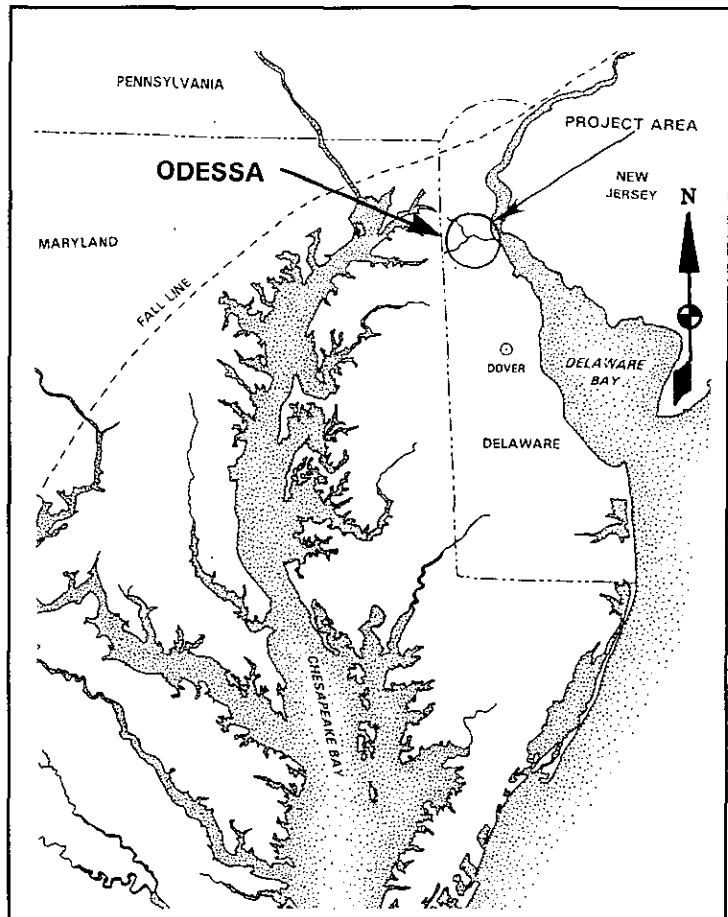 PENNSYLVANIA
PROJECT AREA
ODESSA
NEW
JERSEY
N
MARYLAND
FALL LINE
DELAWARE
BAY
DOVER
DELAWARE
CHESAPEAKE BAY